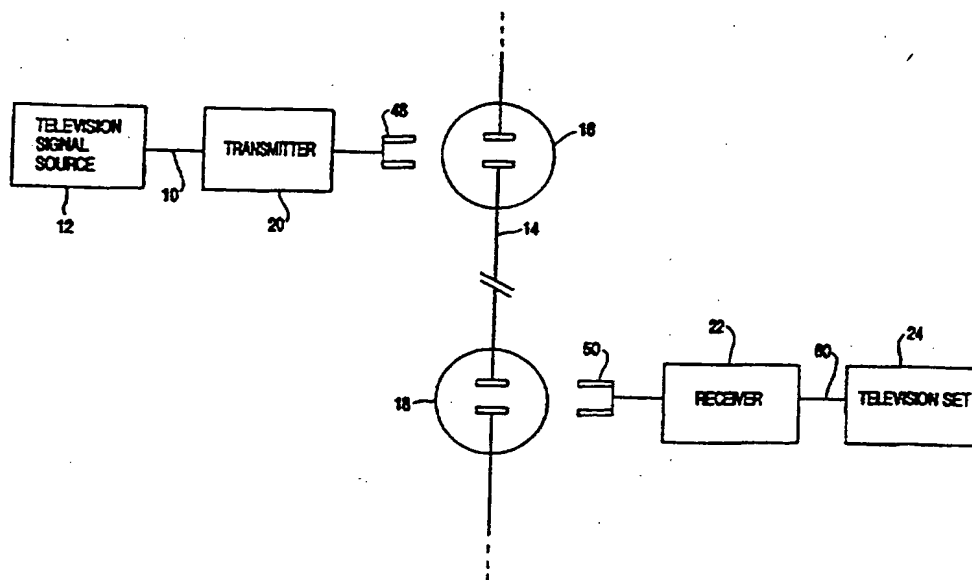 TELEVISION
SIGNAL
SOURCE
12
10
TRANSMITTER
20
48
16
14
18
50
22
RECEIVER
60
24
TELEVISION SET